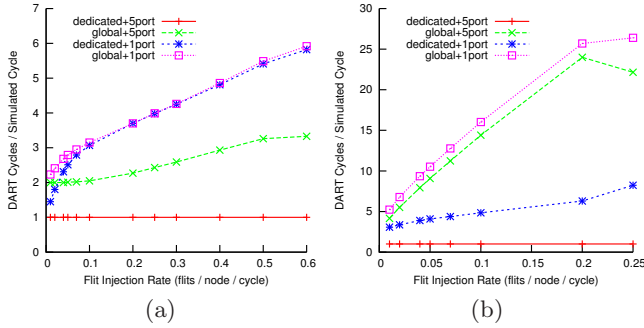 DART Cycles / Simulated Cycle
7
6
5
4
3
2
1
0
dedicated+5port
global+5port
dedicated+1port
global+1port
0 0.1 0.2 0.3 0.4 0.5 0.6
Flit Injection Rate (flits / node / cycle)
(a)
DART Cycles / Simulated Cycle
30
25
20
15
10
5
0
dedicated+5port
global+5port
dedicated+1port
global+1port
0 0.05 0.1 0.15 0.2 0.25
Flit Injection Rate (flits / node / cycle)
(b)